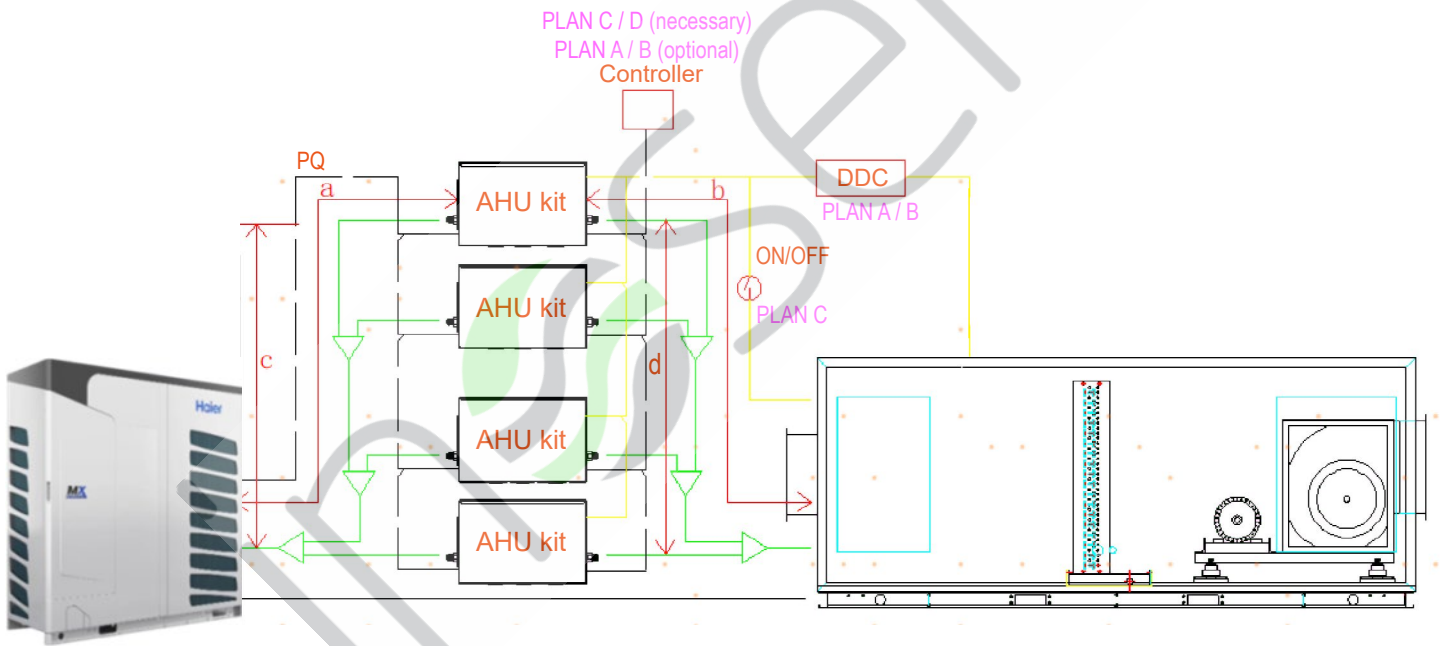 PLAN C / D (necessary)
PLAN A / B (optional)
Controller
PQ
a
AHU kit
b
DDC
PLAN A / B
AHU kit
ON/OFF
PLAN C
c
d
Haier
AHU kit
MX
AHU kit